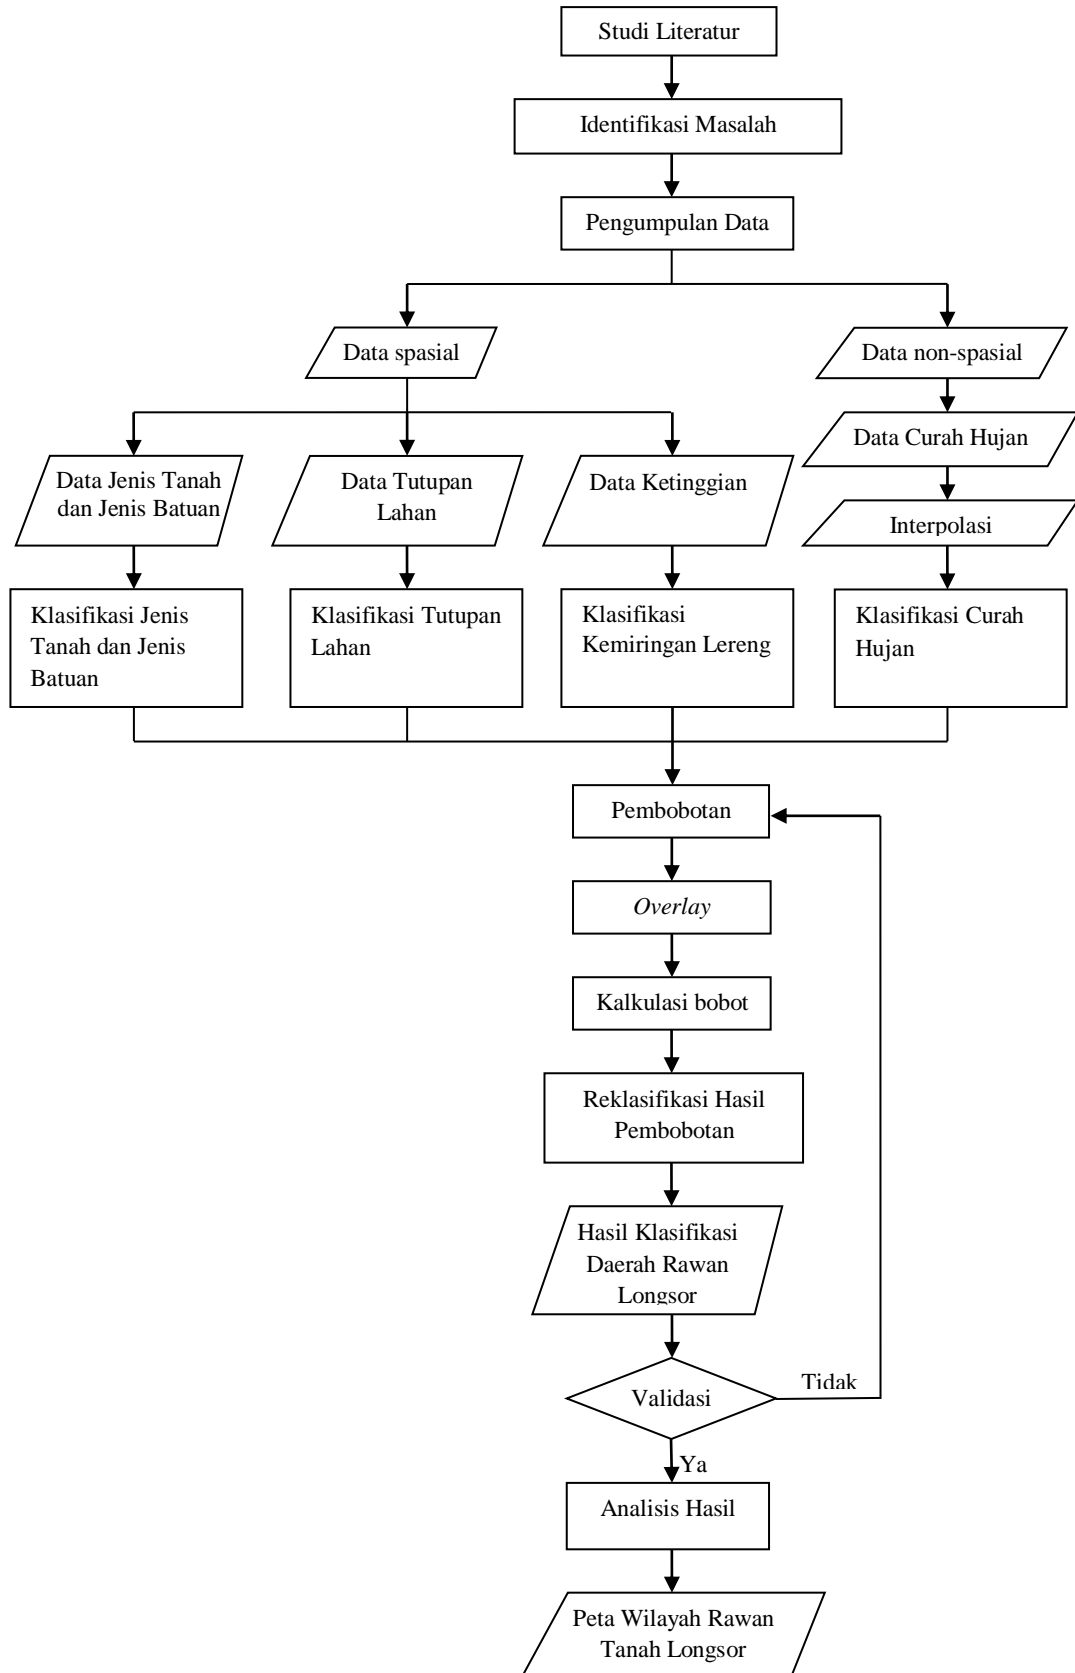 Studi Literatur
Identifikasi Masalah
Pengumpulan Data
Data spasial
Data non-spasial
Data Curah Hujan
Data Jenis Tanah
dan Jenis Batuan
Data Tutupan
Lahan
Data Ketinggian
Interpolasi
Klasifikasi Jenis
Tanah dan Jenis
Batuan
Klasifikasi Tutupan
Lahan
Klasifikasi
Kemiringan Lereng
Klasifikasi Curah
Hujan
Pembobotan
Overlay
Kalkulasi bobot
Reklasifikasi Hasil
Pembobotan
Hasil Klasifikasi
Daerah Rawan
Longsor
Validasi
Tidak
Ya
Analisis Hasil
Peta Wilayah Rawan
Tanah Longsor